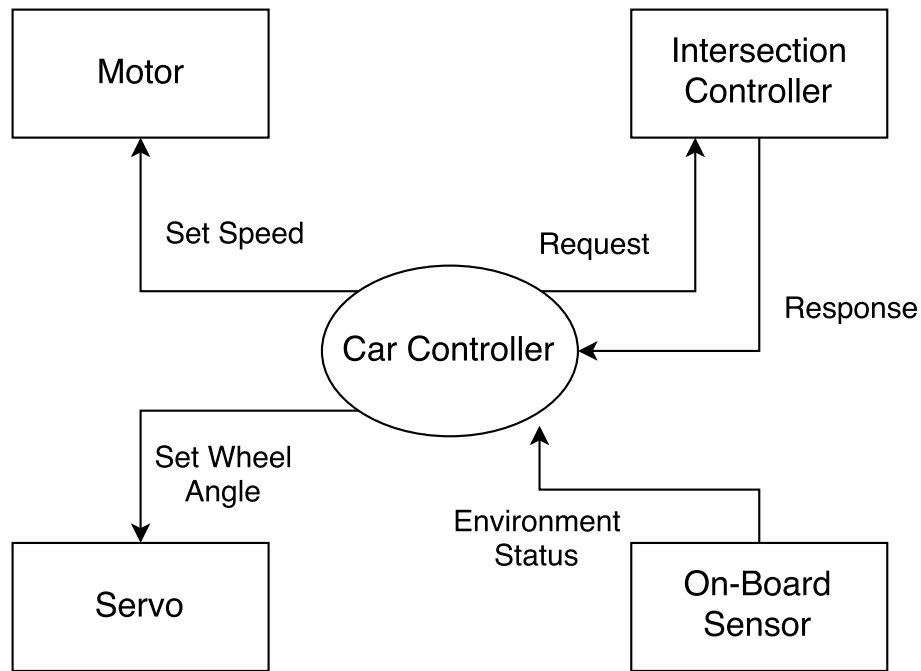 Motor
Intersection
Controller
Set Speed
Request
Response
Car Controller
Set Wheel
Angle
Environment
Status
Servo
On-Board
Sensor